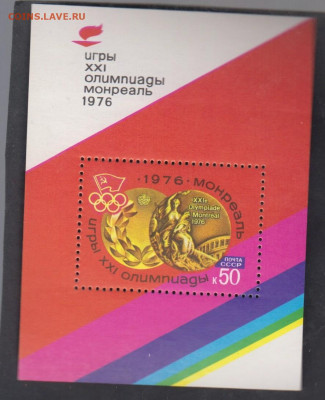 COINS.LAVE.RU
игры
XXI
олимпиады
монреаль
1976
·1976·монреаль
игры XXI олимпиады
XXIe
Olympiade
Montréal
1976
почта
СССР
к50